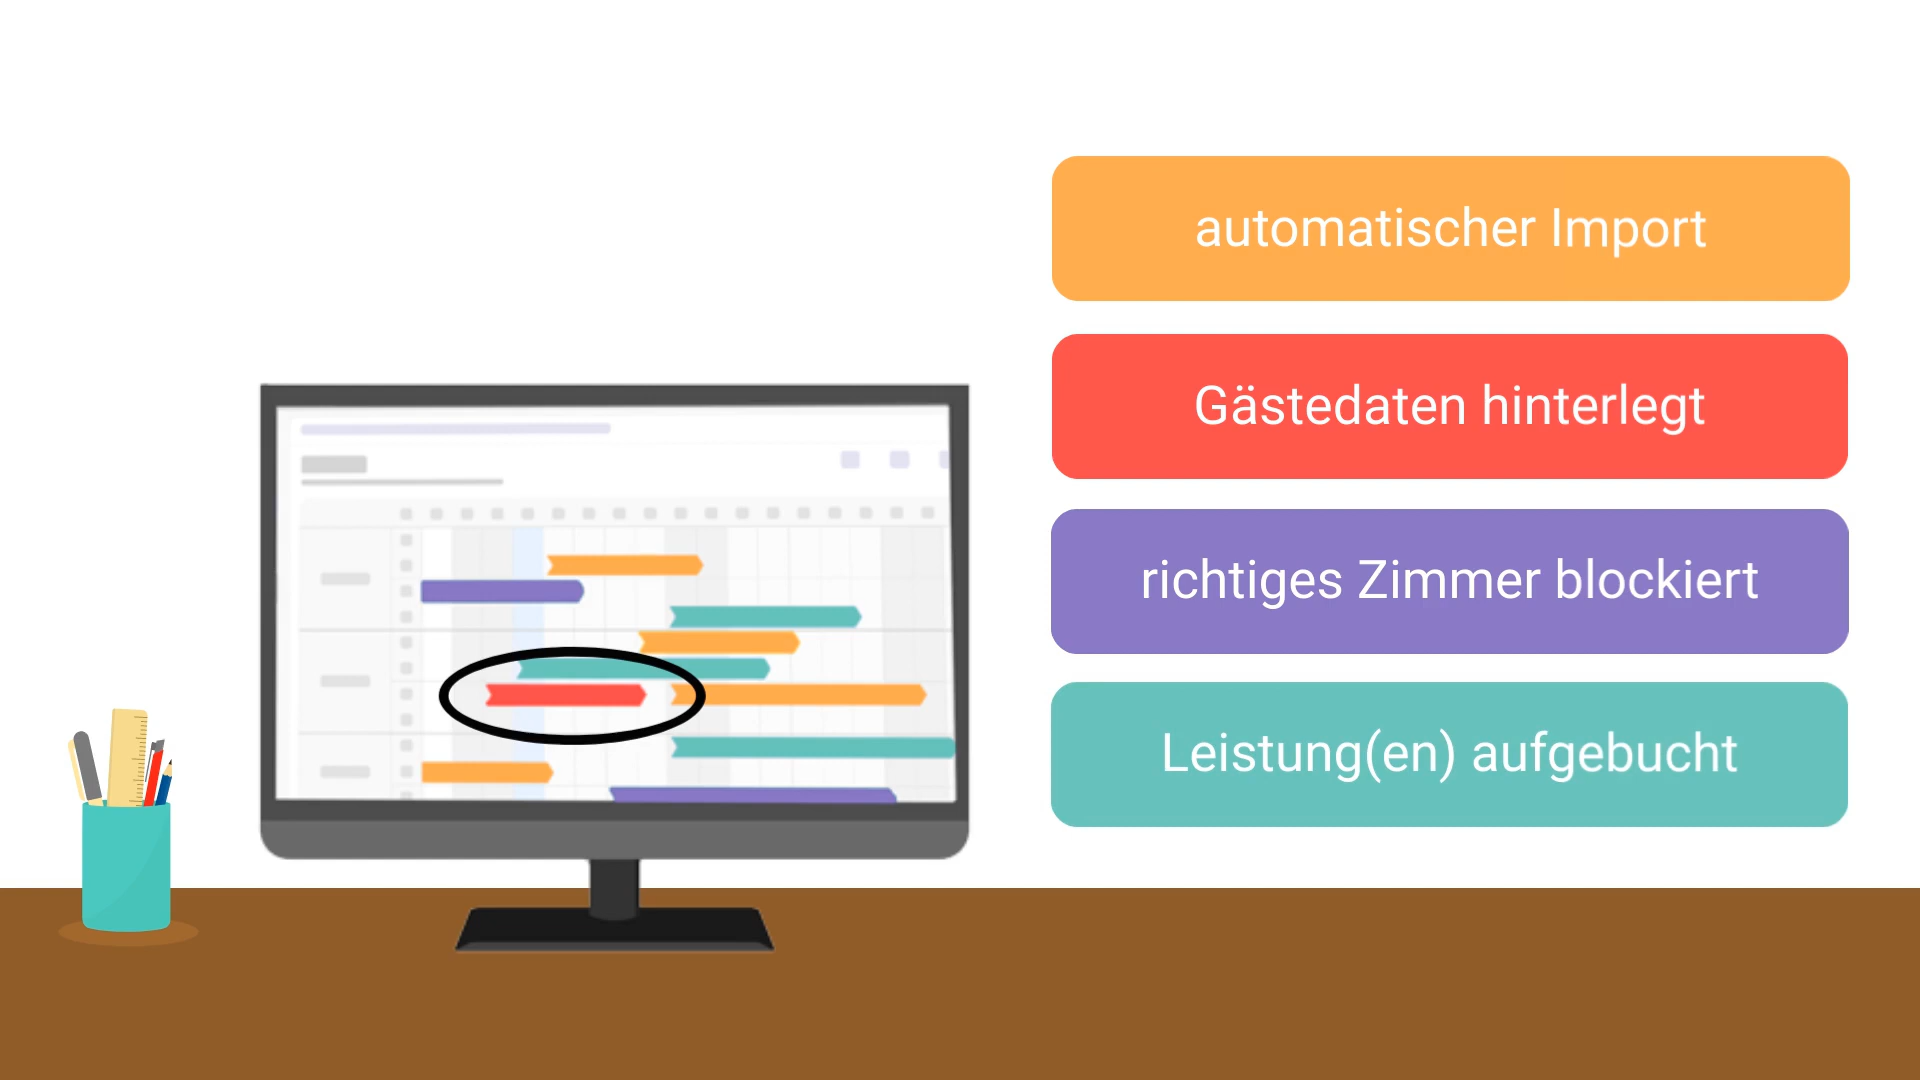 automatischer Import
Gästedaten hinterlegt
richtiges Zimmer blockiert
Leistung(en) aufgebucht